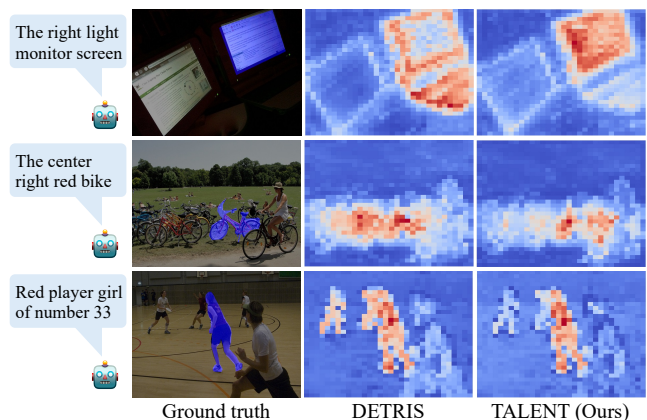 The right light
monitor screen
The center
right red bike
Red player girl
of number 33
Ground truth
DETRIS
TALENT (Ours)